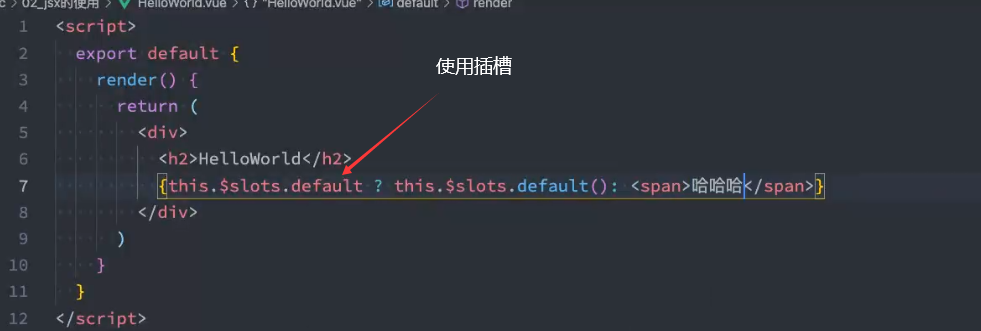 c > 02_jsx的使用 > HelloWorld.vue > {} "HelloWorld.vue" > default > render
1 <script>
使用插槽
2 export default {
3 render() {
4 return (
5 <div>
6 <h2>HelloWorld</h2>
7 {this.$slots.default ? this.$slots.default(): <span>哈哈哈</span>}
8 </div>
9 )
10 }
11 }
12 </script>